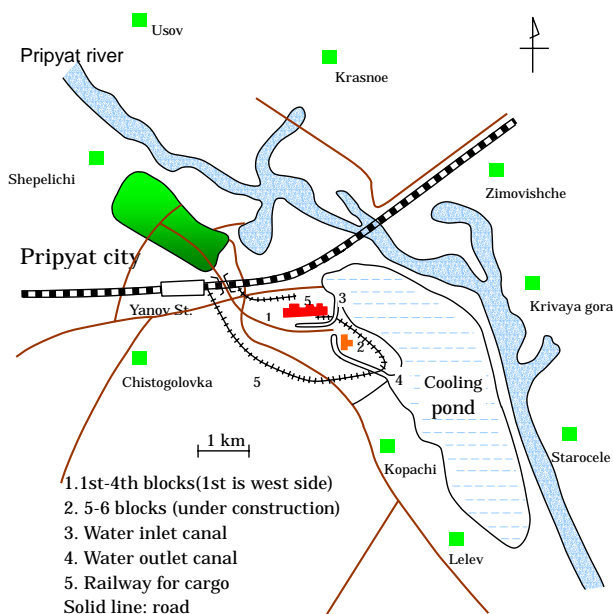 Usov
Pripyat river
Krasnoe
Shepelichi
Zimovishche
Pripyat city
Yanov St.
Krivaya gora
5
3
1
2
Chistogolovka
5
4
Cooling
pond
1 km
Kopachi
Starocele
1.1st-4th blocks(1st is west side)
2. 5-6 blocks (under construction)
3. Water inlet canal
4. Water outlet canal
Lelev
5. Railway for cargo
Solid line: road